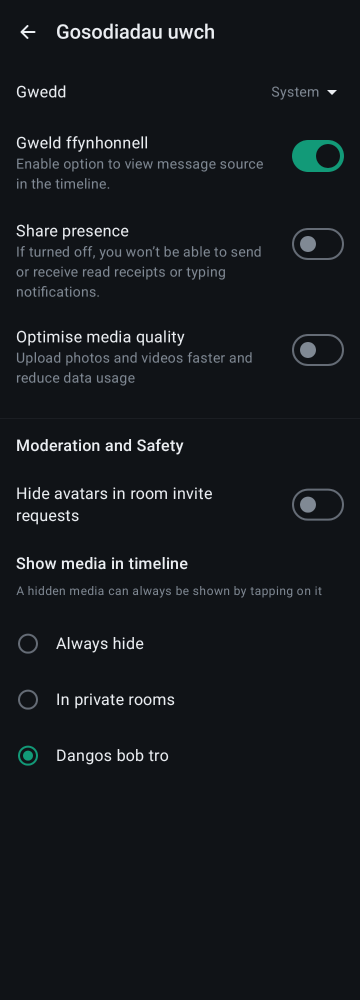 Gosodiadau uwch
Gwedd
System
Gweld ffynhonnell
Enable option to view message source
in the timeline.
Share presence
If turned off, you won't be able to send
or receive read receipts or typing
notifications.
Optimise media quality
Upload photos and videos faster and
reduce data usage
Moderation and Safety
Hide avatars in room invite
requests
Show media in timeline
A hidden media can always be shown by tapping on it
Always hide
In private rooms
Dangos bob tro